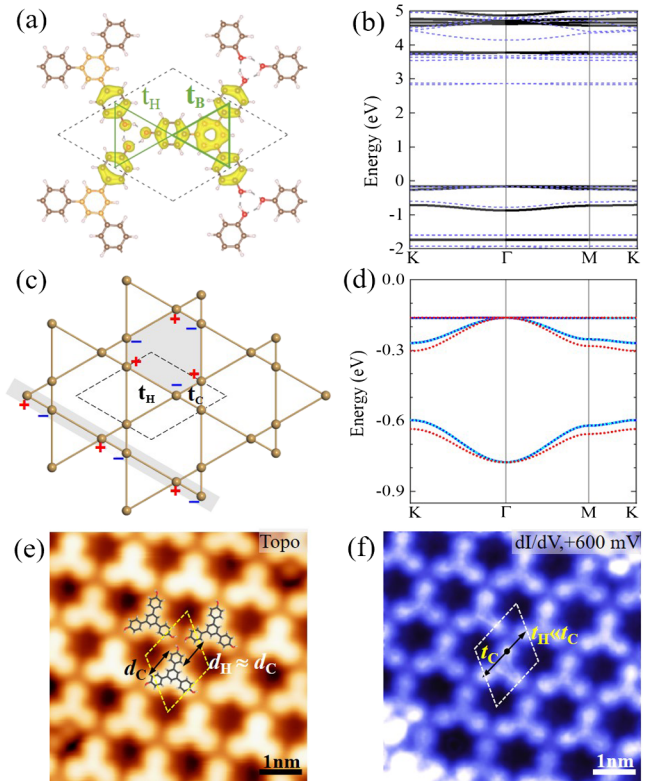 (a)
t_H
t_B
(b)
Energy (eV)
5
4
3
2
1
0
-1
-2
K Γ M K
(c)
+
−
+
−
+
−
+
t_H
t_C
+
−
+
−
+
−
(d)
Energy (eV)
0.0
-0.3
-0.6
-0.9
K Γ M K
(e)
Topo
d_C
d_H ≈ d_C
1nm
(f)
dI/dV,+600 mV
t_H≪t_C
t_C
1nm